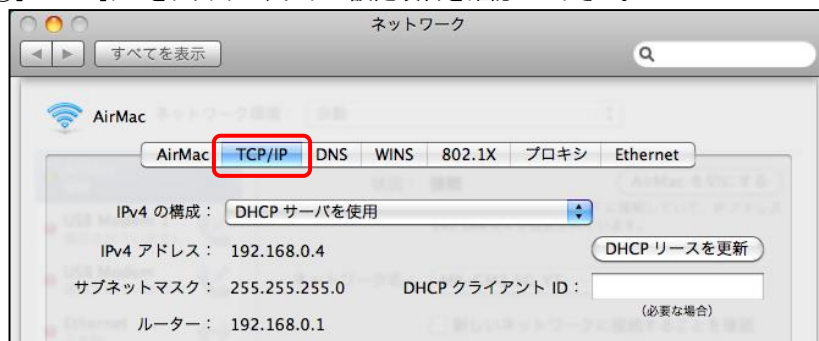 ネットワーク
すべてを表示
AirMac
AirMac TCP/IP DNS WINS 802.1X プロキシ Ethernet
IPv4 の構成： DHCP サーバを使用
IPv4 アドレス： 192.168.0.4 DHCP リースを更新
サブネットマスク： 255.255.255.0 DHCP クライアント ID：
（必要な場合）
ルーター： 192.168.0.1